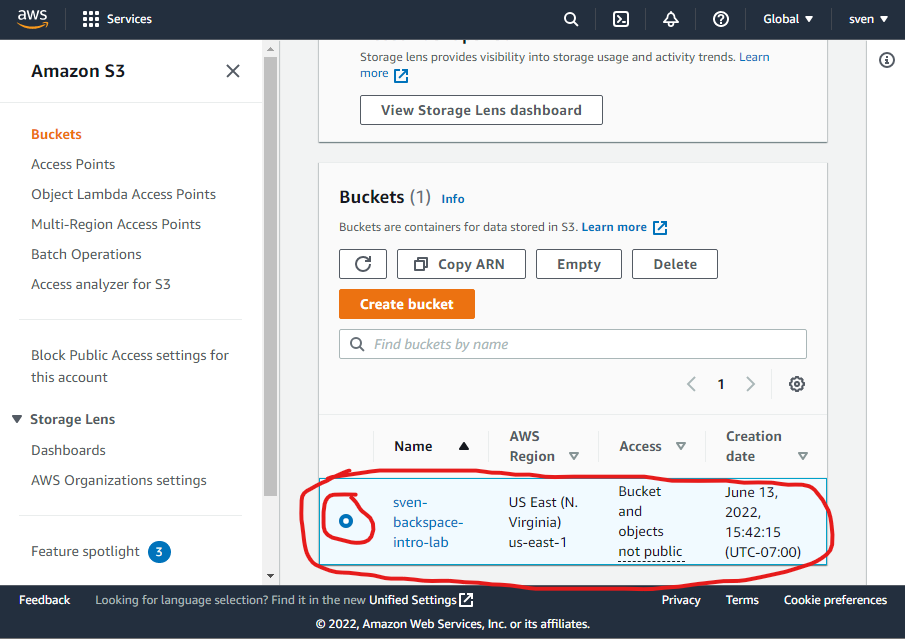 aws
Services
Global
sven
Amazon S3
Buckets
Access Points
Object Lambda Access Points
Multi-Region Access Points
Batch Operations
Access analyzer for S3
Block Public Access settings for
this account
Storage Lens
Dashboards
AWS Organizations settings
Feature spotlight 3
Storage lens provides visibility into storage usage and activity trends. Learn
more
View Storage Lens dashboard
Buckets (1) Info
Buckets are containers for data stored in S3. Learn more
Copy ARN
Empty
Delete
Create bucket
Find buckets by name
1
Name
AWS
Region
Access
Creation
date
sven-
backspace-
intro-lab
US East (N.
Virginia)
us-east-1
Bucket
and
objects
not public
June 13,
2022,
15:42:15
(UTC-07:00)
Feedback
Looking for language selection? Find it in the new Unified Settings
Privacy
Terms
Cookie preferences
© 2022, Amazon Web Services, Inc. or its affiliates.